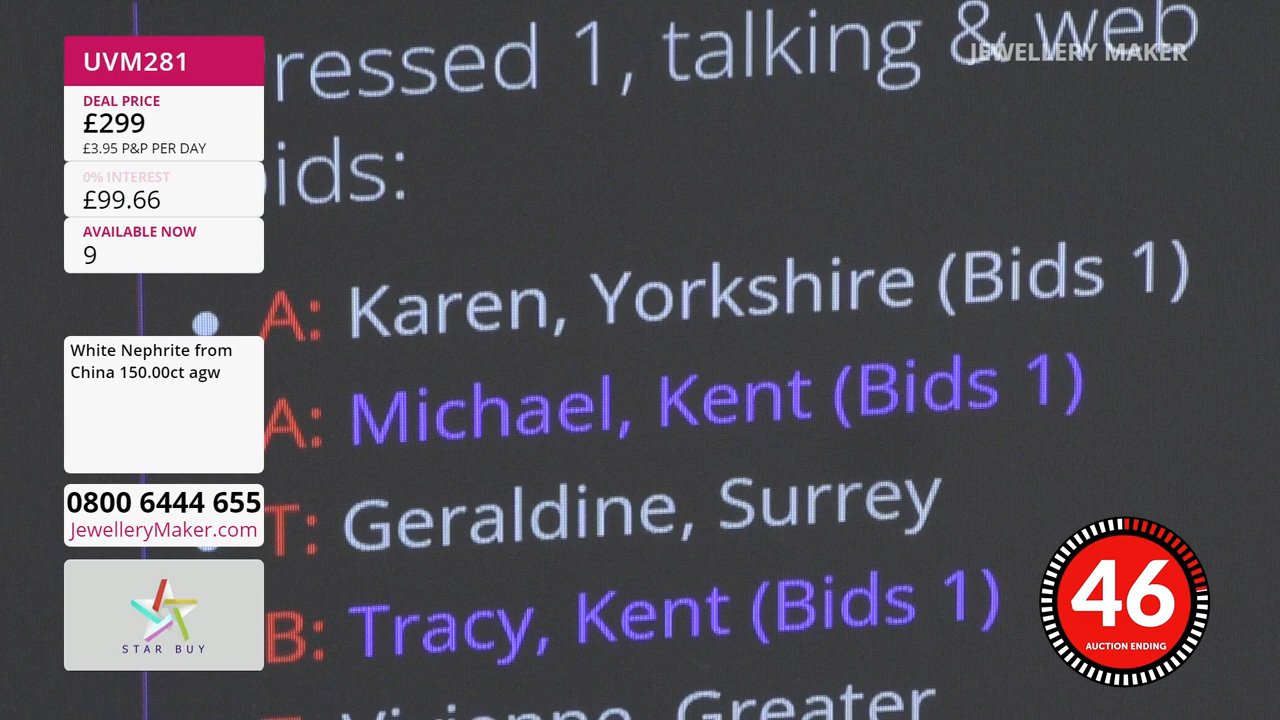 UVM281
DEAL PRICE
£299
£3.95 P&P PER DAY
0% INTEREST
£99.66
AVAILABLE NOW
9
White Nephrite from
China 150.00ct agw
0800 6444 655
JewelleryMaker.com
STAR BUY
JEWELLERY MAKER
ressed 1, talking & web
ids:
A: Karen, Yorkshire (Bids 1)
A: Michael, Kent (Bids 1)
T: Geraldine, Surrey
B: Tracy, Kent (Bids 1)
Greater
46
AUCTION ENDING